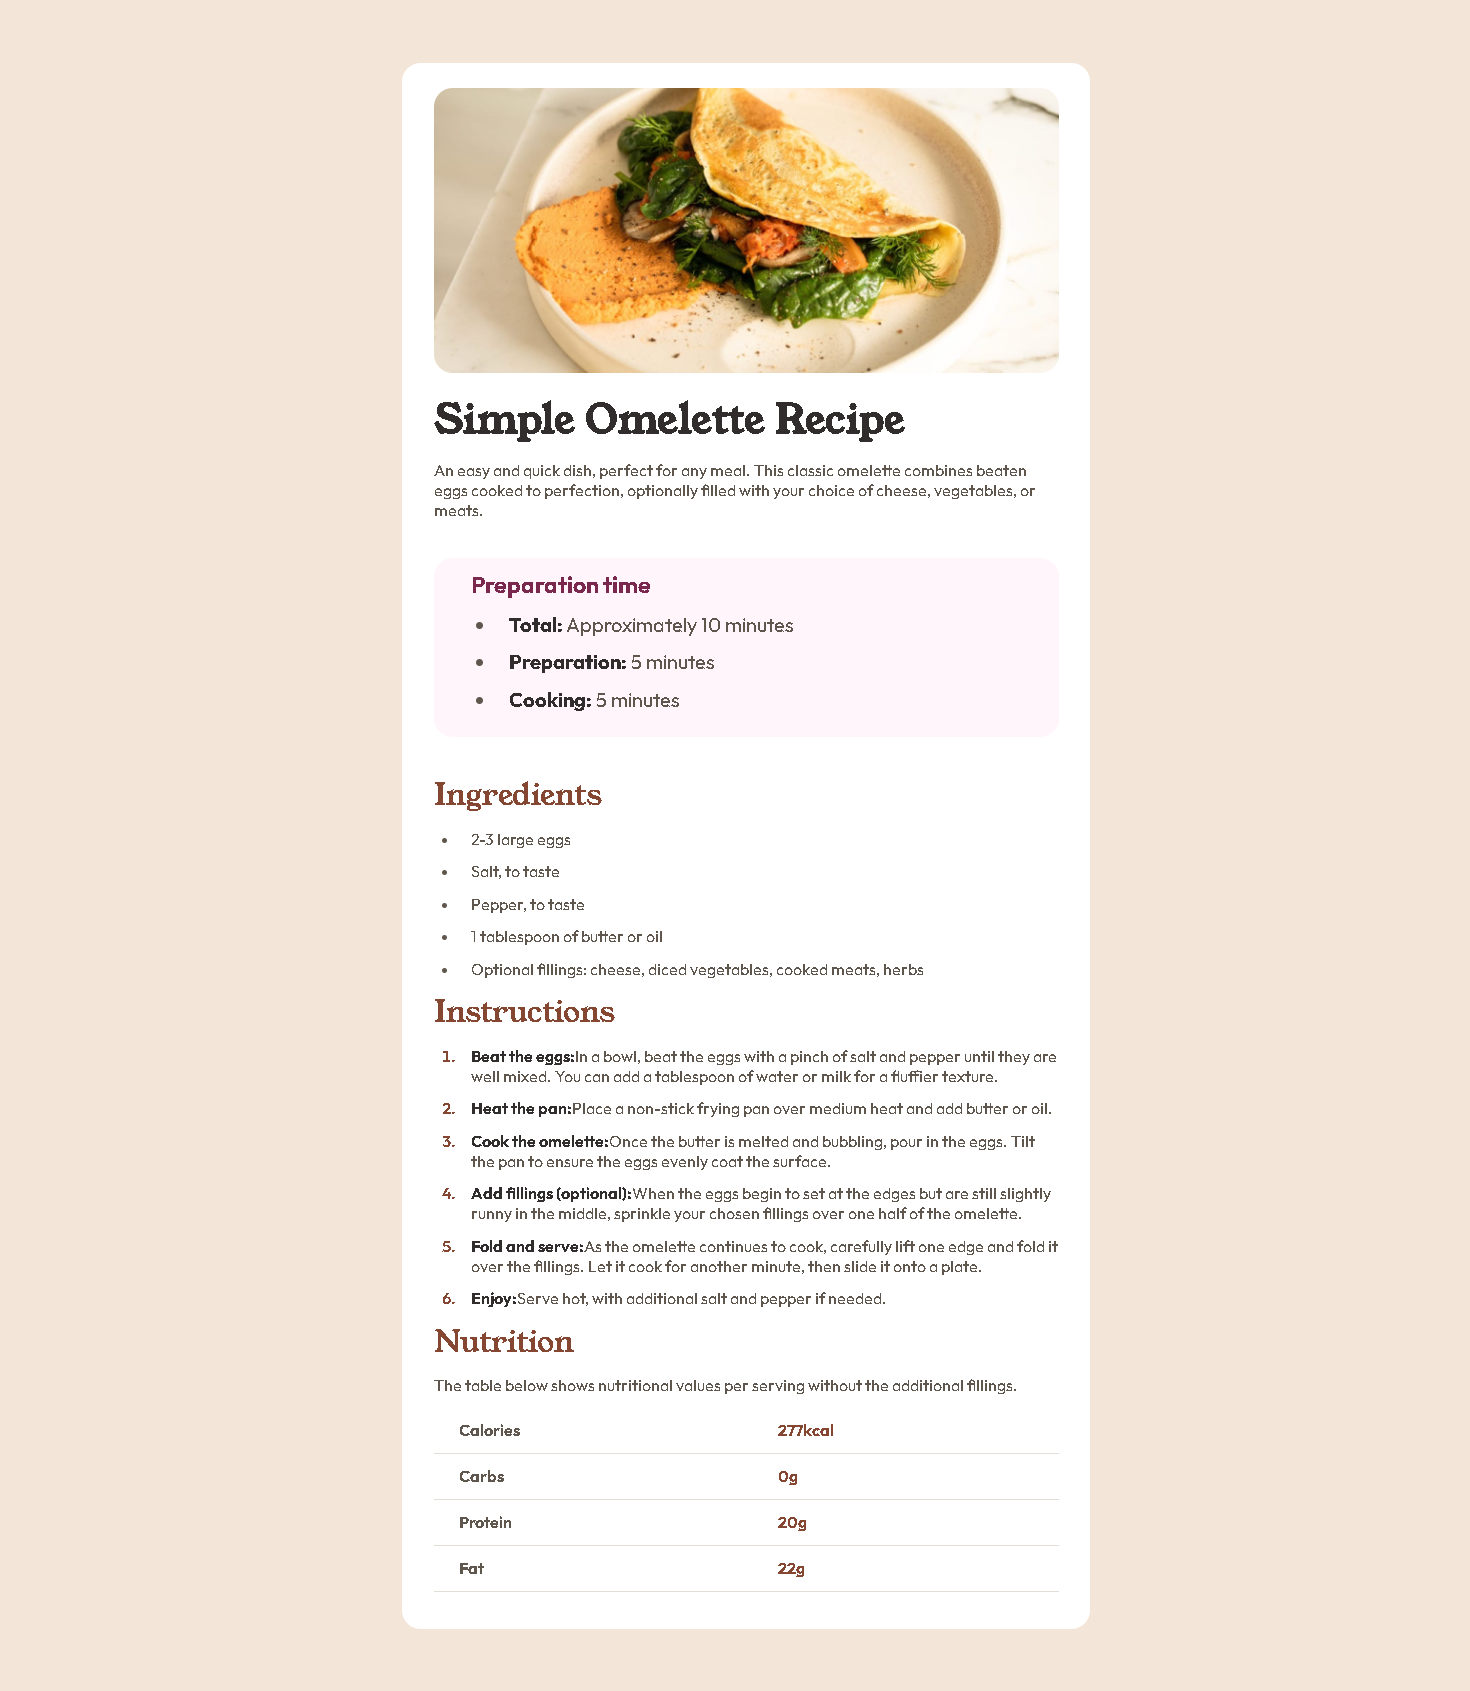 Simple Omelette Recipe
An easy and quick dish, perfect for any meal. This classic omelette combines beaten
eggs cooked to perfection, optionally filled with your choice of cheese, vegetables, or
meats.
Preparation time
• Total: Approximately 10 minutes
• Preparation: 5 minutes
• Cooking: 5 minutes
Ingredients
• 2-3 large eggs
• Salt, to taste
• Pepper, to taste
• 1 tablespoon of butter or oil
• Optional fillings: cheese, diced vegetables, cooked meats, herbs
Instructions
1. Beat the eggs:In a bowl, beat the eggs with a pinch of salt and pepper until they are
well mixed. You can add a tablespoon of water or milk for a fluffier texture.
2. Heat the pan:Place a non-stick frying pan over medium heat and add butter or oil.
3. Cook the omelette:Once the butter is melted and bubbling, pour in the eggs. Tilt
the pan to ensure the eggs evenly coat the surface.
4. Add fillings (optional):When the eggs begin to set at the edges but are still slightly
runny in the middle, sprinkle your chosen fillings over one half of the omelette.
5. Fold and serve:As the omelette continues to cook, carefully lift one edge and fold it
over the fillings. Let it cook for another minute, then slide it onto a plate.
6. Enjoy:Serve hot, with additional salt and pepper if needed.
Nutrition
The table below shows nutritional values per serving without the additional fillings.
Calories 277kcal
Carbs 0g
Protein 20g
Fat 22g